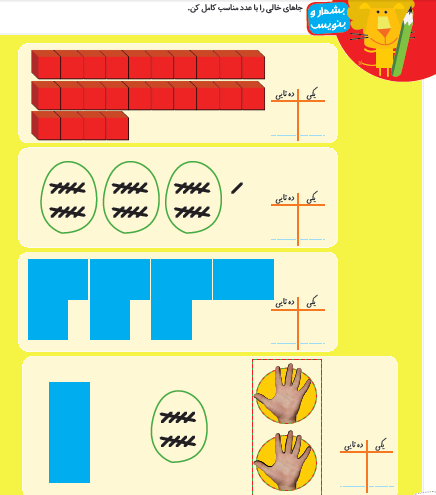 جاهای خالی را با عدد مناسب کامل کن.
بشمار و
بنویس
یکی ده‌تایی
یکی ده‌تایی
یکی ده‌تایی
یکی ده‌تایی